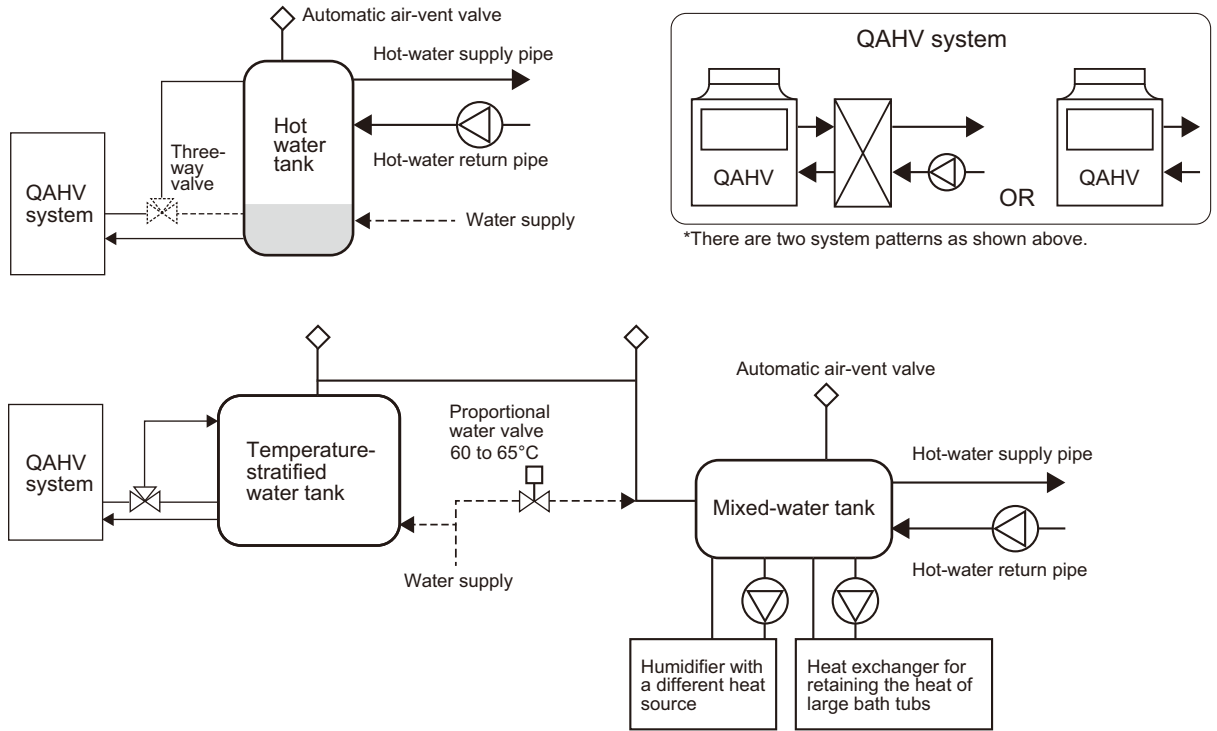 Automatic air-vent valve
Hot-water supply pipe
Hot
water
tank
Three-
way
valve
Hot-water return pipe
QAHV
system
Water supply
QAHV system
QAHV
OR
QAHV
*There are two system patterns as shown above.
QAHV
system
Temperature-
stratified
water tank
Proportional
water valve
60 to 65°C
Water supply
Automatic air-vent valve
Hot-water supply pipe
Mixed-water tank
Hot-water return pipe
Humidifier with
a different heat
source
Heat exchanger for
retaining the heat of
large bath tubs